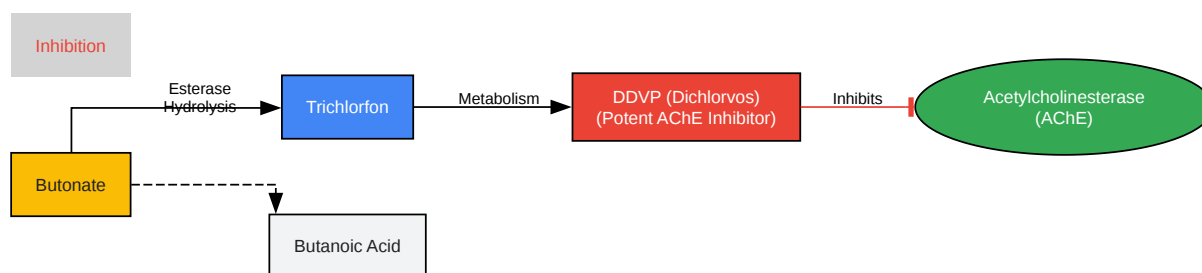 Inhibition
Esterase
Hydrolysis
Trichlorfon
Metabolism
DDVP (Dichlorvos)
(Potent AChE Inhibitor)
Inhibits
Acetylcholinesterase
(AChE)
Butonate
Butanoic Acid